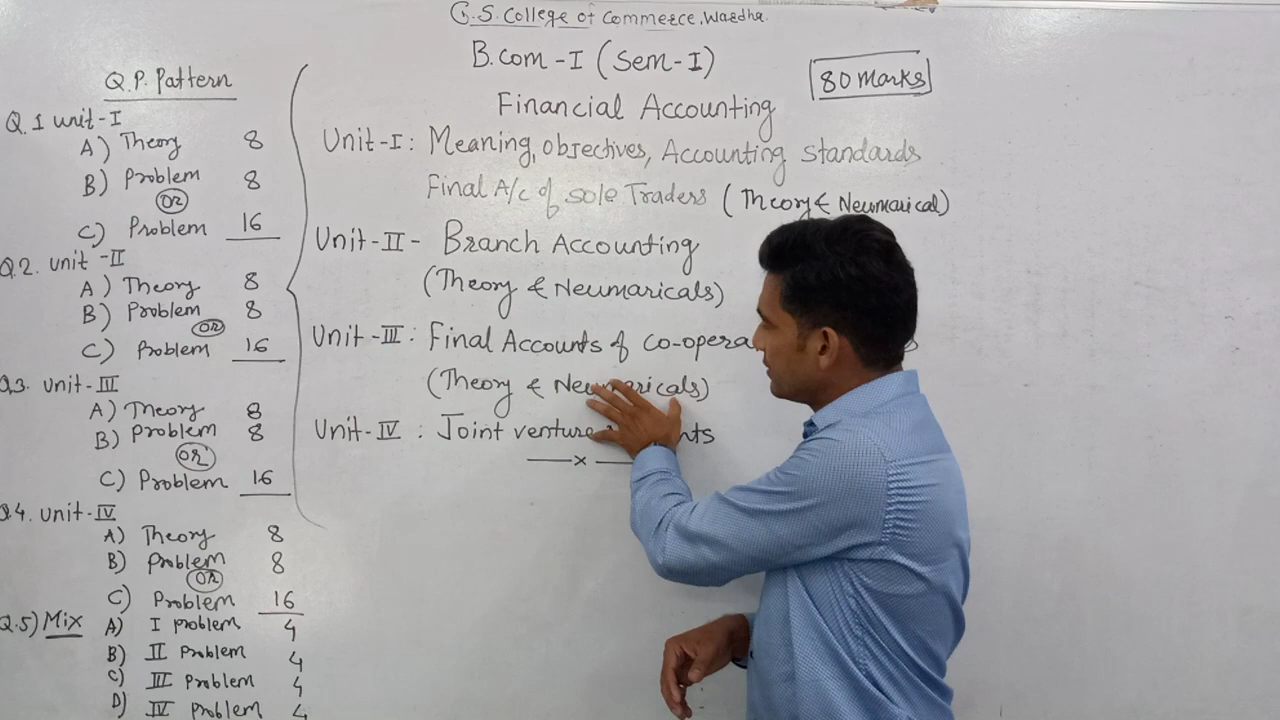 G.S. College of Commerce, Wardha.
B.com-I (Sem-I)
80 Marks
Financial Accounting
Unit-I: Meaning, objectives, Accounting standards
Final A/c of sole Traders (Theory & Neumarical)
Unit-II- Branch Accounting
(Theory & Neumaricals)
Unit-III: Final Accounts of
(Theory & Neumaricals)
Unit-IV: Joint venture
x
Q.P. Pattern
Q.1 unit-I
A) Theory 8
B) Problem 8
OR
C) Problem 16
Q.2. unit-II
A) Theory 8
B) Problem 8
OR
C) Problem 16
Q.3. unit-III
A) Theory 8
B) Problem 8
OR
C) Problem 16
Q.4. unit-IV
A) Theory 8
B) Problem 8
OR
C) Problem 16
Q.5) Mix A) I problem 4
B) II Problem 4
C) III Problem 4
D) IV Problem 4